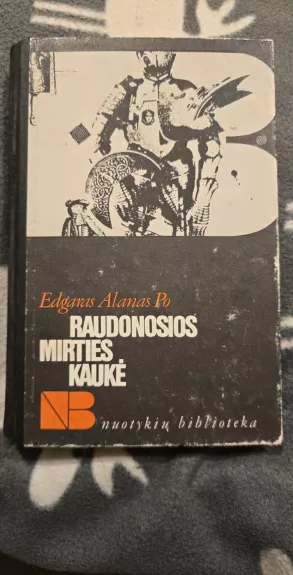 Edgaras Alanas Po
RAUDONOSIOS
MIRTIES
KAUKĖ
NB nuotykių biblioteka